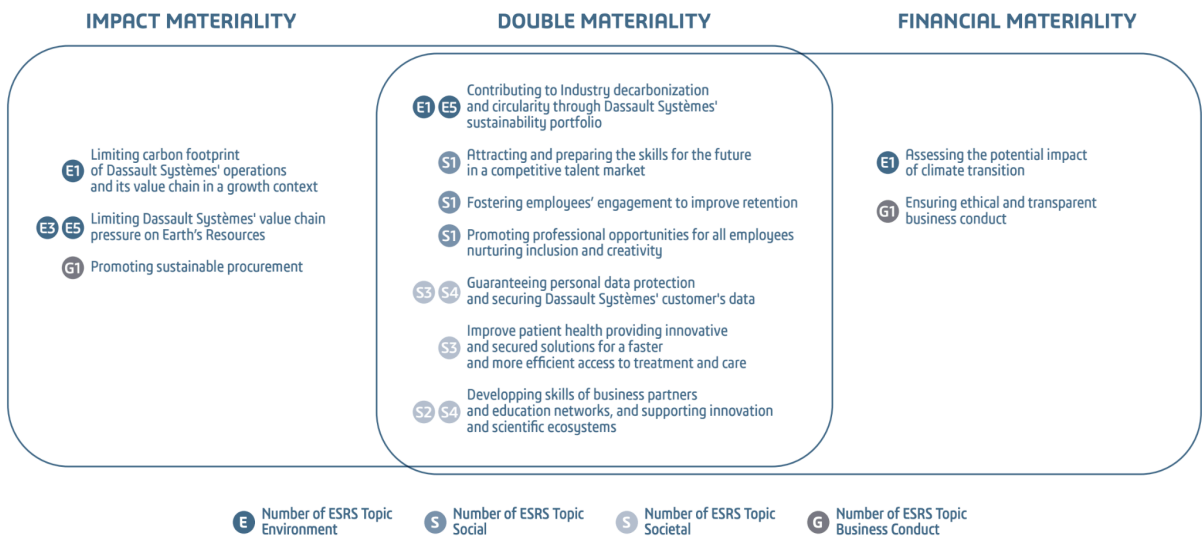 IMPACT MATERIALITY
DOUBLE MATERIALITY
FINANCIAL MATERIALITY
E1 Limiting carbon footprint
of Dassault Systèmes' operations
and its value chain in a growth context
E3 E5 Limiting Dassault Systèmes' value chain
pressure on Earth's Resources
G1 Promoting sustainable procurement
E1 E5 Contributing to Industry decarbonization
and circularity through Dassault Systèmes'
sustainability portfolio
S1 Attracting and preparing the skills for the future
in a competitive talent market
S1 Fostering employees' engagement to improve retention
S1 Promoting professional opportunities for all employees
nurturing inclusion and creativity
S3 S4 Guaranteeing personal data protection
and securing Dassault Systèmes' customer's data
S3 Improve patient health providing innovative
and secured solutions for a faster
and more efficient access to treatment and care
S2 S4 Developping skills of business partners
and education networks, and supporting innovation
and scientific ecosystems
E1 Assessing the potential impact
of climate transition
G1 Ensuring ethical and transparent
business conduct
E Number of ESRS Topic
Environment
S Number of ESRS Topic
Social
S Number of ESRS Topic
Societal
G Number of ESRS Topic
Business Conduct